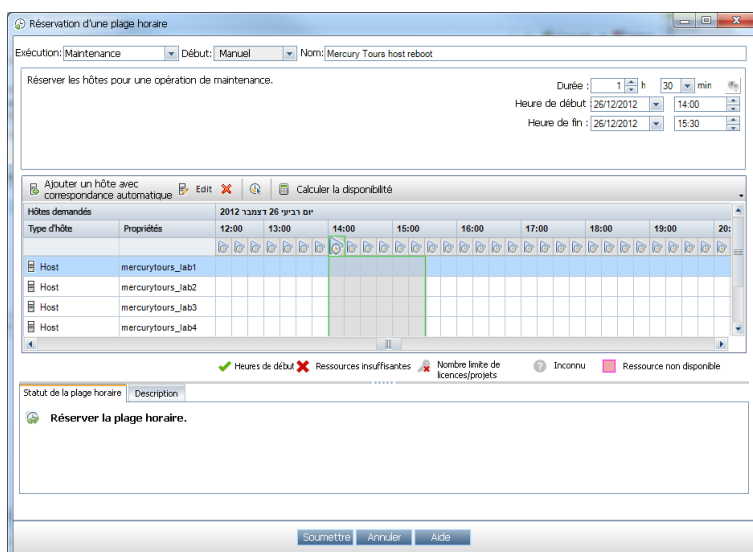 Réservation d'une plage horaire
Exécution: Maintenance Début: Manuel Nom: Mercury Tours host reboot
Réserver les hôtes pour une opération de maintenance.
Durée : 1 h 30 min
Heure de début 26/12/2012 14:00
Heure de fin : 26/12/2012 15:30
Ajouter un hôte avec
correspondance automatique Edit Calculer la disponibilité
Hôtes demandés יום רביעי 26 דצמבר 2012
Type d'hôte Propriétés 12:00 13:00 14:00 15:00 16:00 17:00 18:00 19:00 20:
Host mercurytours_lab1
Host mercurytours_lab2
Host mercurytours_lab3
Host mercurytours_lab4
Heures de début Ressources insuffisantes Nombre limite de
licences/projets Inconnu Ressource non disponible
Statut de la plage horaire Description
Réserver la plage horaire.
Soumettre Annuler Aide